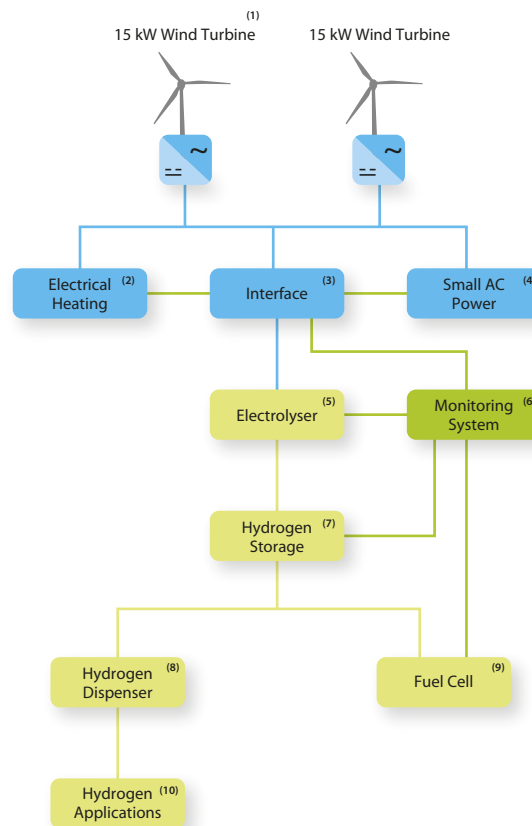 (1)
15 kW Wind Turbine
15 kW Wind Turbine
~
~
Electrical (2)
Heating
Interface (3)
Small AC (4)
Power
Electrolyser (5)
Monitoring (6)
System
Hydrogen (7)
Storage
Hydrogen (8)
Dispenser
Fuel Cell (9)
Hydrogen (10)
Applications